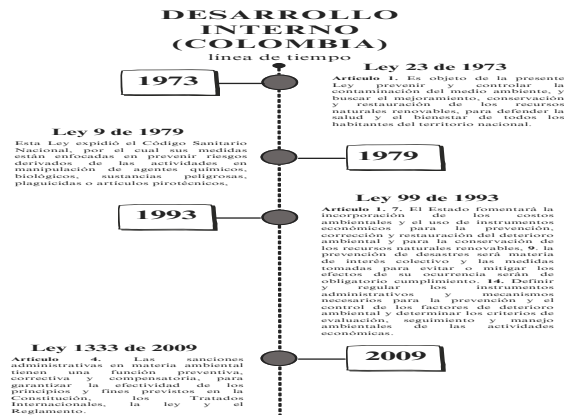 DESARROLLO
INTERNO
(COLOMBIA)
línea de tiempo
1973
Ley 23 de 1973
Articulo 1. Es objeto de la presente
Ley prevenir y controlar la
contaminación del medio ambiente, y
buscar el mejoramiento, conservación
y restauración de los recursos
naturales renovables, para defender la
salud y el bienestar de todos los
habitantes del territorio nacional.
Ley 9 de 1979
Esta Ley expidió el Código Sanitario
Nacional, por el cual sus medidas
están enfocadas en prevenir riesgos
derivados de las actividades en
manipulación de agentes químicos,
biológicos, sustancias peligrosas,
plaguicidas o artículos pirotécnicos,
1979
1993
Ley 99 de 1993
Articulo 1. 7. El Estado fomentará la
incorporación de los costos
ambientales y el uso de instrumentos
económicos para la prevención,
corrección y restauración del deterioro
ambiental y para la conservación de
los recursos naturales renovables, 9. la
prevención de desastres será materia
de interés colectivo y las medidas
tomadas para evitar o mitigar los
efectos de su ocurrencia serán de
obligatorio cumplimiento. 14. Definir
y regular los instrumentos
administrativos y mecanismos
necesarios para la prevención y el
control de los factores de deterioro
ambiental y determinar los criterios de
evaluación, seguimiento y manejo
ambientales de las actividades
económicas.
Ley 1333 de 2009
Articulo 4. Las sanciones
administrativas en materia ambiental
tienen una función preventiva,
correctiva y compensatoria, para
garantizar la efectividad de los
principios y fines previstos en la
Constitución, los Tratados
Internacionales, la ley y el
Reglamento.
2009